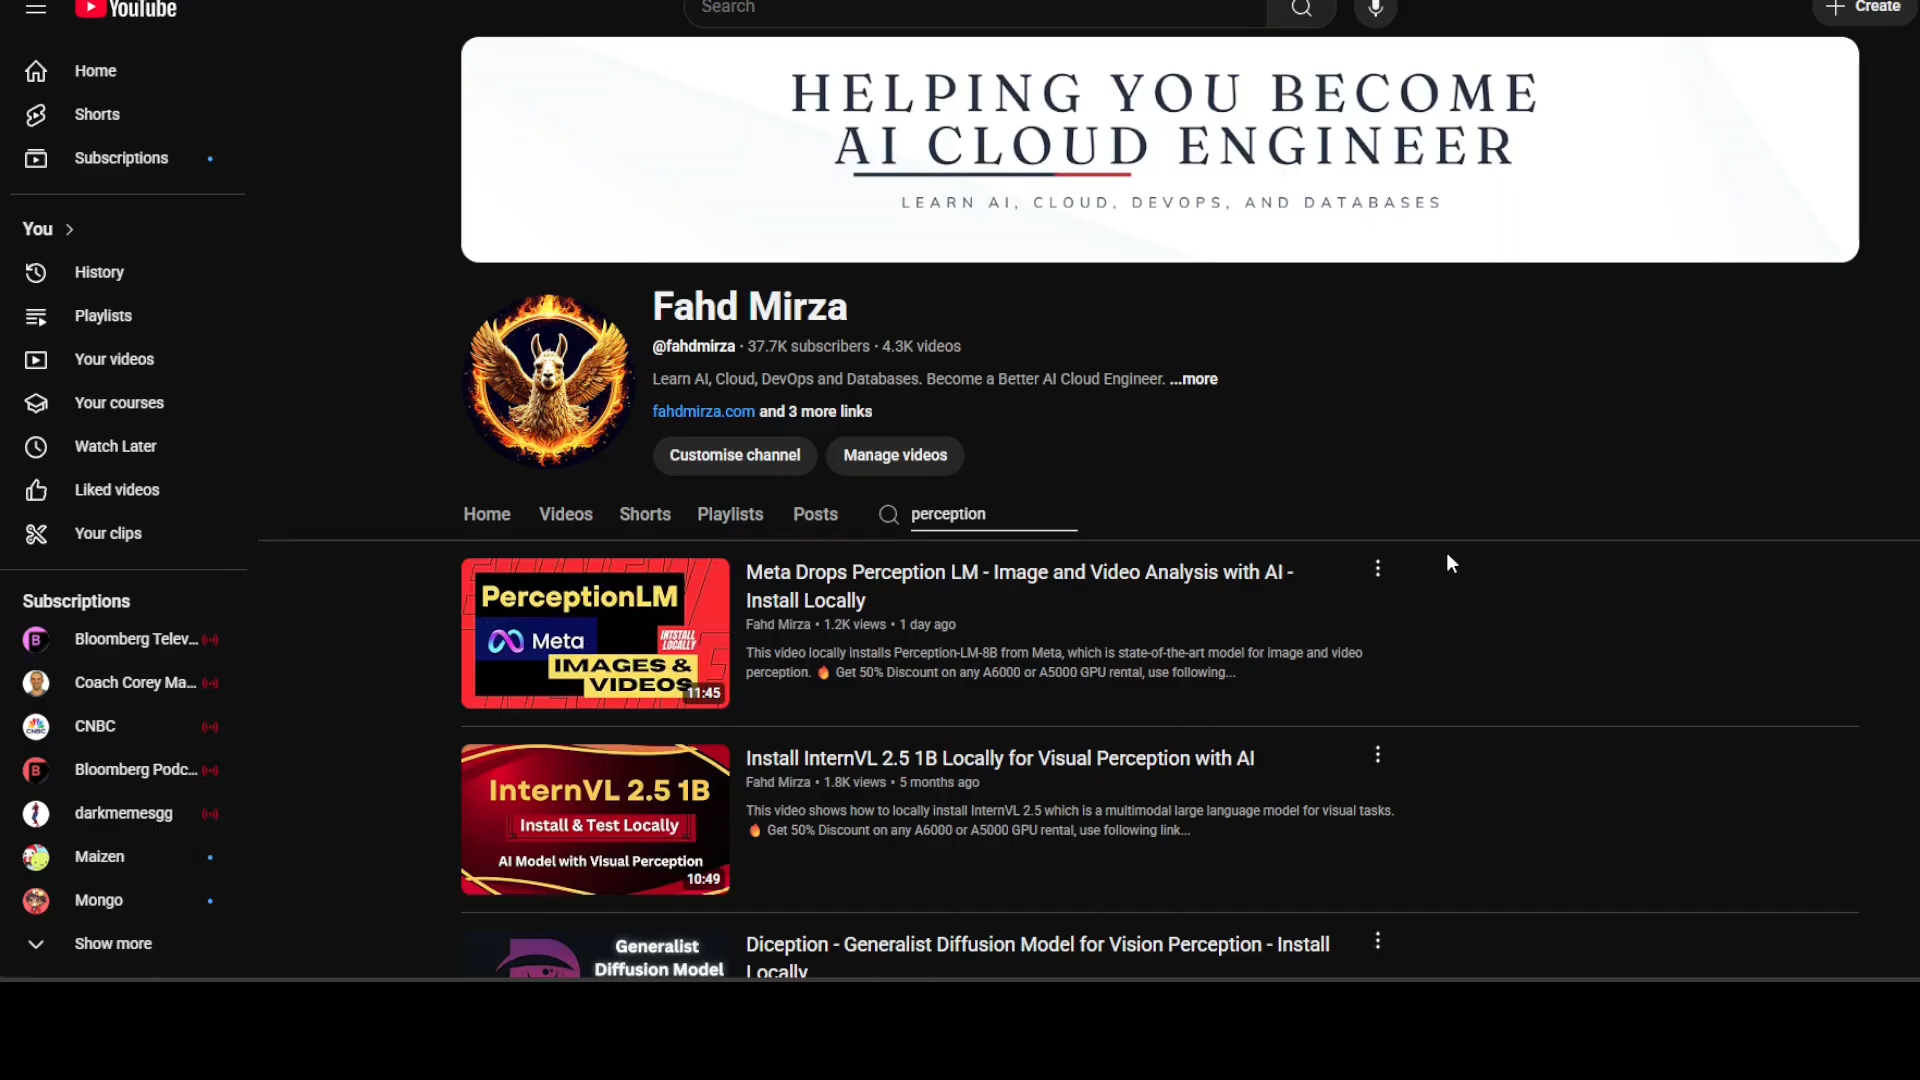 YouTube
Search
Create
Home
Shorts
Subscriptions
You
History
Playlists
Your videos
Your courses
Watch Later
Liked videos
Your clips
Subscriptions
Bloomberg Telev...
Coach Corey Ma...
CNBC
Bloomberg Podc...
darkmemesgg
Maizen
Mongo
Show more
HELPING YOU BECOME
AI CLOUD ENGINEER
LEARN AI, CLOUD, DEVOPS, AND DATABASES
Fahd Mirza
@fahdmirza · 37.7K subscribers · 4.3K videos
Learn AI, Cloud, DevOps and Databases. Become a Better AI Cloud Engineer. ...more
fahdmirza.com and 3 more links
Customise channel
Manage videos
Home
Videos
Shorts
Playlists
Posts
perception
PerceptionLM
Meta
INTSTALL
LOCALLY
IMAGES &
VIDEOS
11:45
Meta Drops Perception LM - Image and Video Analysis with AI -
Install Locally
Fahd Mirza • 1.2K views • 1 day ago
This video locally installs Perception-LM-8B from Meta, which is state-of-the-art model for image and video
perception. 🔥 Get 50% Discount on any A6000 or A5000 GPU rental, use following...
InternVL 2.5 1B
Install & Test Locally
AI Model with Visual Perception
10:49
Install InternVL 2.5 1B Locally for Visual Perception with AI
Fahd Mirza • 1.8K views • 5 months ago
This video shows how to locally install InternVL 2.5 which is a multimodal large language model for visual tasks.
🔥 Get 50% Discount on any A6000 or A5000 GPU rental, use following link...
Generalist
Diffusion Model
Diception - Generalist Diffusion Model for Vision Perception - Install
Locally